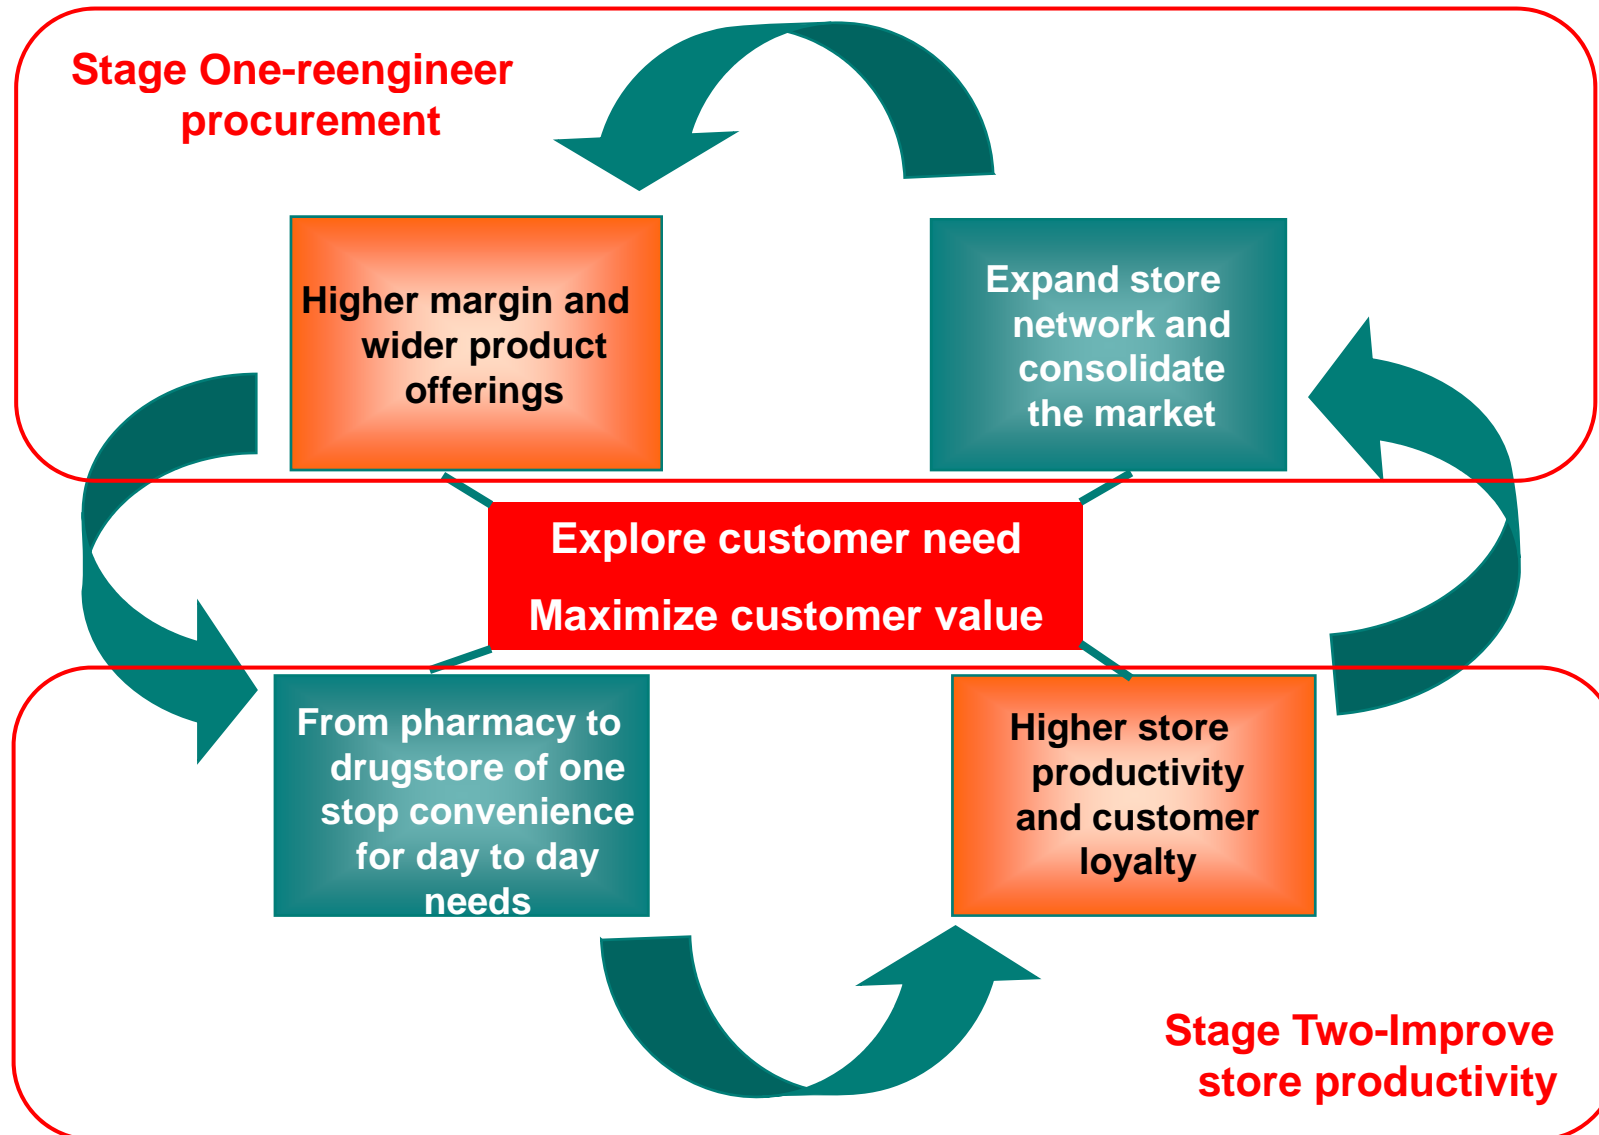 Stage One-reengineer
procurement
Higher margin and
wider product
offerings
Expand store
network and
consolidate
the market
Explore customer need
Maximize customer value
From pharmacy to
drugstore of one
stop convenience
for day to day
needs
Higher store
productivity
and customer
loyalty
Stage Two-Improve
store productivity